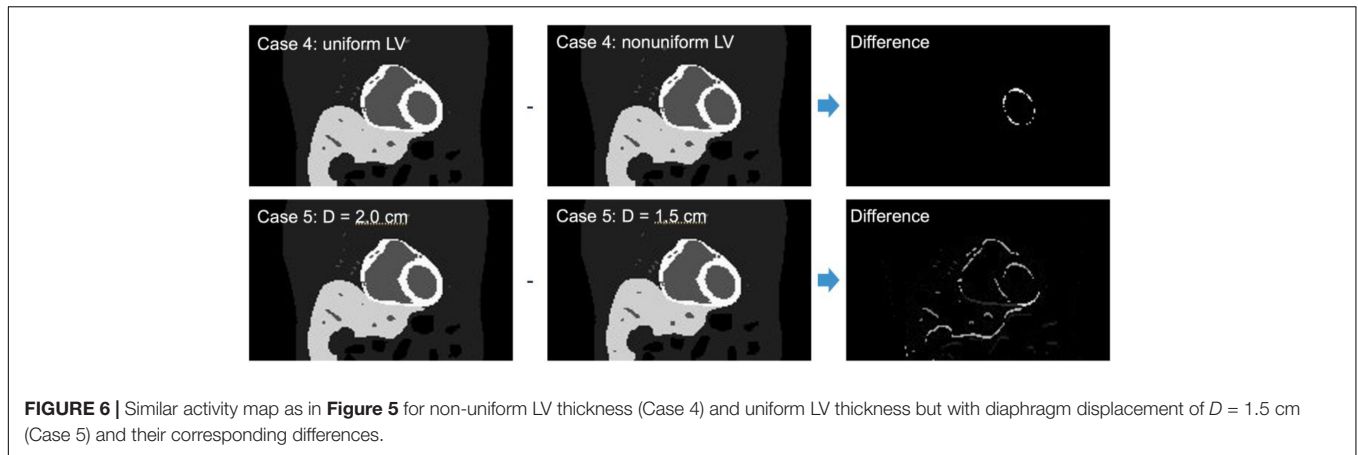 Case 4: uniform LV
-
Case 4: nonuniform LV
Difference
Case 5: D = 2.0 cm
-
Case 5: D = 1.5 cm
Difference
FIGURE 6 | Similar activity map as in Figure 5 for non-uniform LV thickness (Case 4) and uniform LV thickness but with diaphragm displacement of D = 1.5 cm
(Case 5) and their corresponding differences.